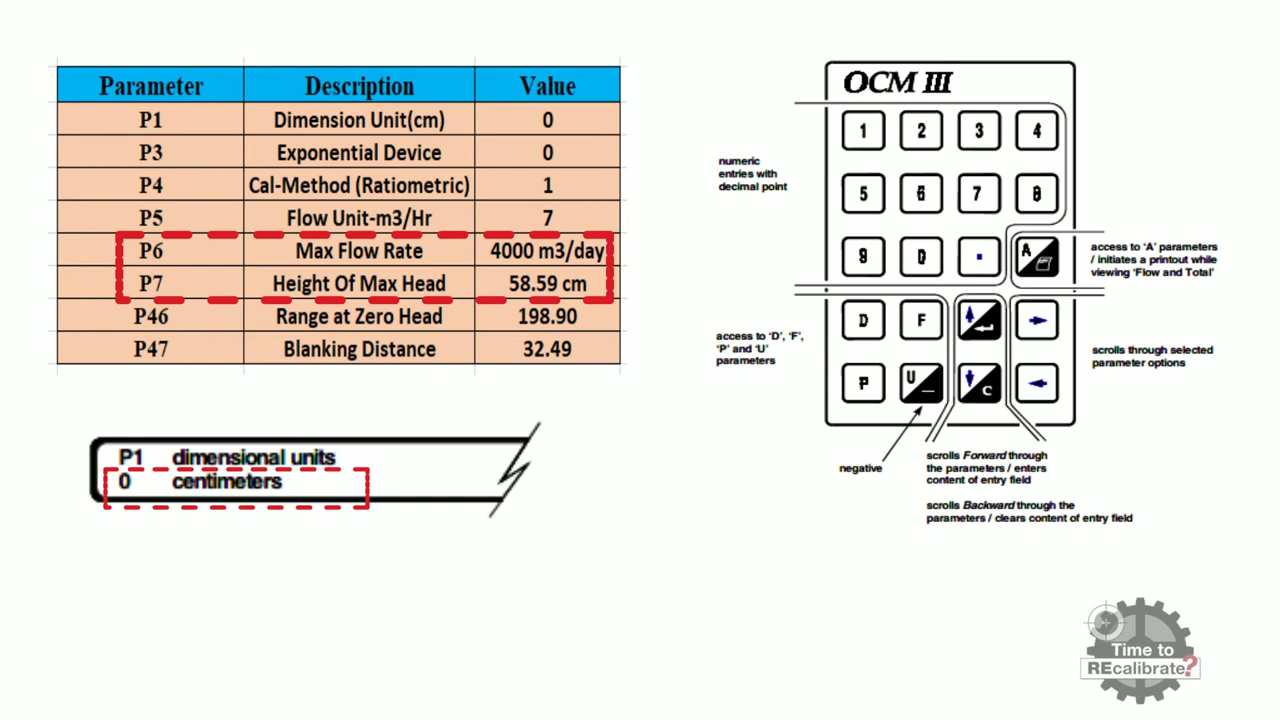 Parameter Description Value
P1 Dimension Unit(cm) 0
P3 Exponential Device 0
P4 Cal-Method (Ratiometric) 1
P5 Flow Unit-m3/Hr 7
P6 Max Flow Rate 4000 m3/day
P7 Height Of Max Head 58.59 cm
P46 Range at Zero Head 198.90
P47 Blanking Distance 32.49
P1 dimensional units
0 centimeters
OCM III
1 2 3 4
5 6 7 8
9 0 .
A
D F
P U C
numeric
entries with
decimal point
access to 'A' parameters
/ initiates a printout while
viewing 'Flow and Total'
access to 'D', 'F',
'P' and 'U'
parameters
scrolls through selected
parameter options
negative
scrolls Forward through
the parameters / enters
content of entry field
scrolls Backward through the
parameters / clears content of entry field
Time to
REcalibrate?